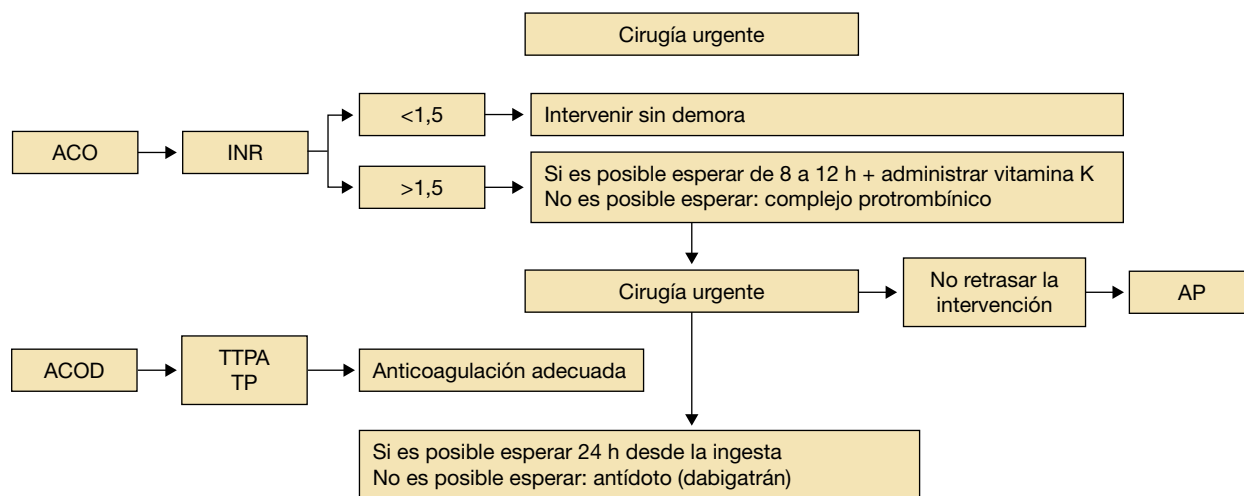 Cirugía urgente
<1,5
Intervenir sin demora
ACO
INR
>1,5
Si es posible esperar de 8 a 12 h + administrar vitamina K
No es posible esperar: complejo protrombínico
Cirugía urgente
No retrasar la
intervención
AP
ACOD
TTPA
TP
Anticoagulación adecuada
Si es posible esperar 24 h desde la ingesta
No es posible esperar: antídoto (dabigatrán)